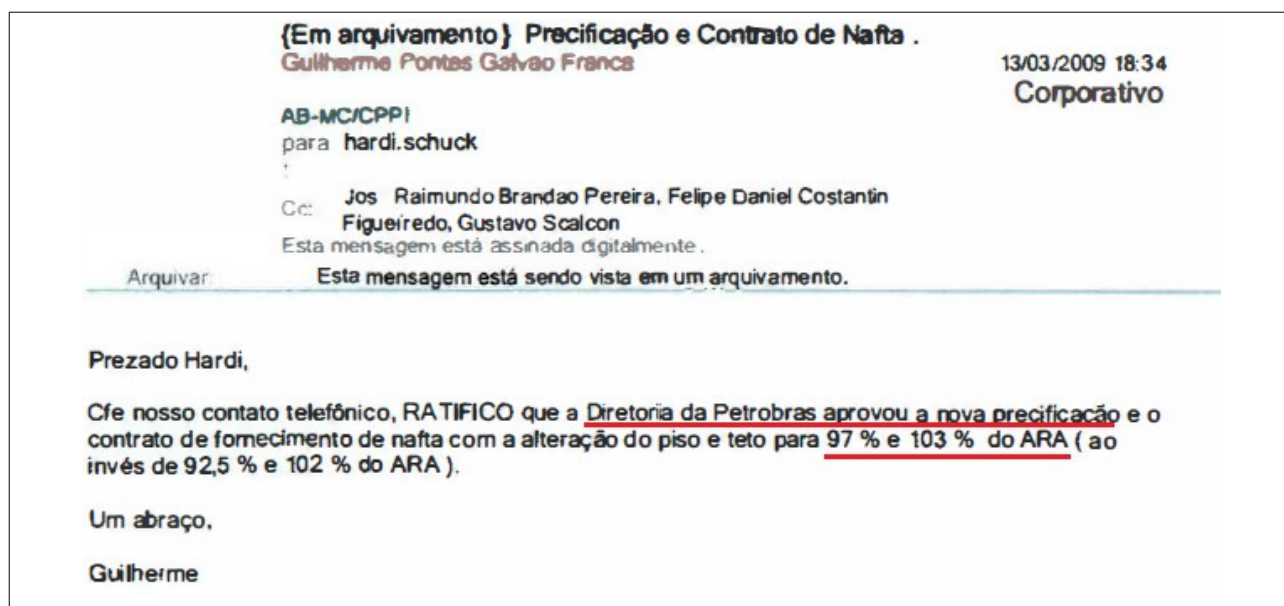 {Em arquivamento} Precificação e Contrato de Nafta .
Guilherme Pontes Galvao Franca
13/03/2009 18:34
Corporativo
AB-MC/CPPI
para hardi.schuck
:
Cc: Jos Raimundo Brandao Pereira, Felipe Daniel Costantin
Figueiredo, Gustavo Scalcon
Esta mensagem está assinada digitalmente.
Arquivar: Esta mensagem está sendo vista em um arquivamento.
Prezado Hardi,
Cfe nosso contato telefônico, RATIFICO que a Diretoria da Petrobras aprovou a nova precificação e o
contrato de fornecimento de nafta com a alteração do piso e teto para 97 % e 103 % do ARA ( ao
invés de 92,5 % e 102 % do ARA ).
Um abraço,
Guilherme